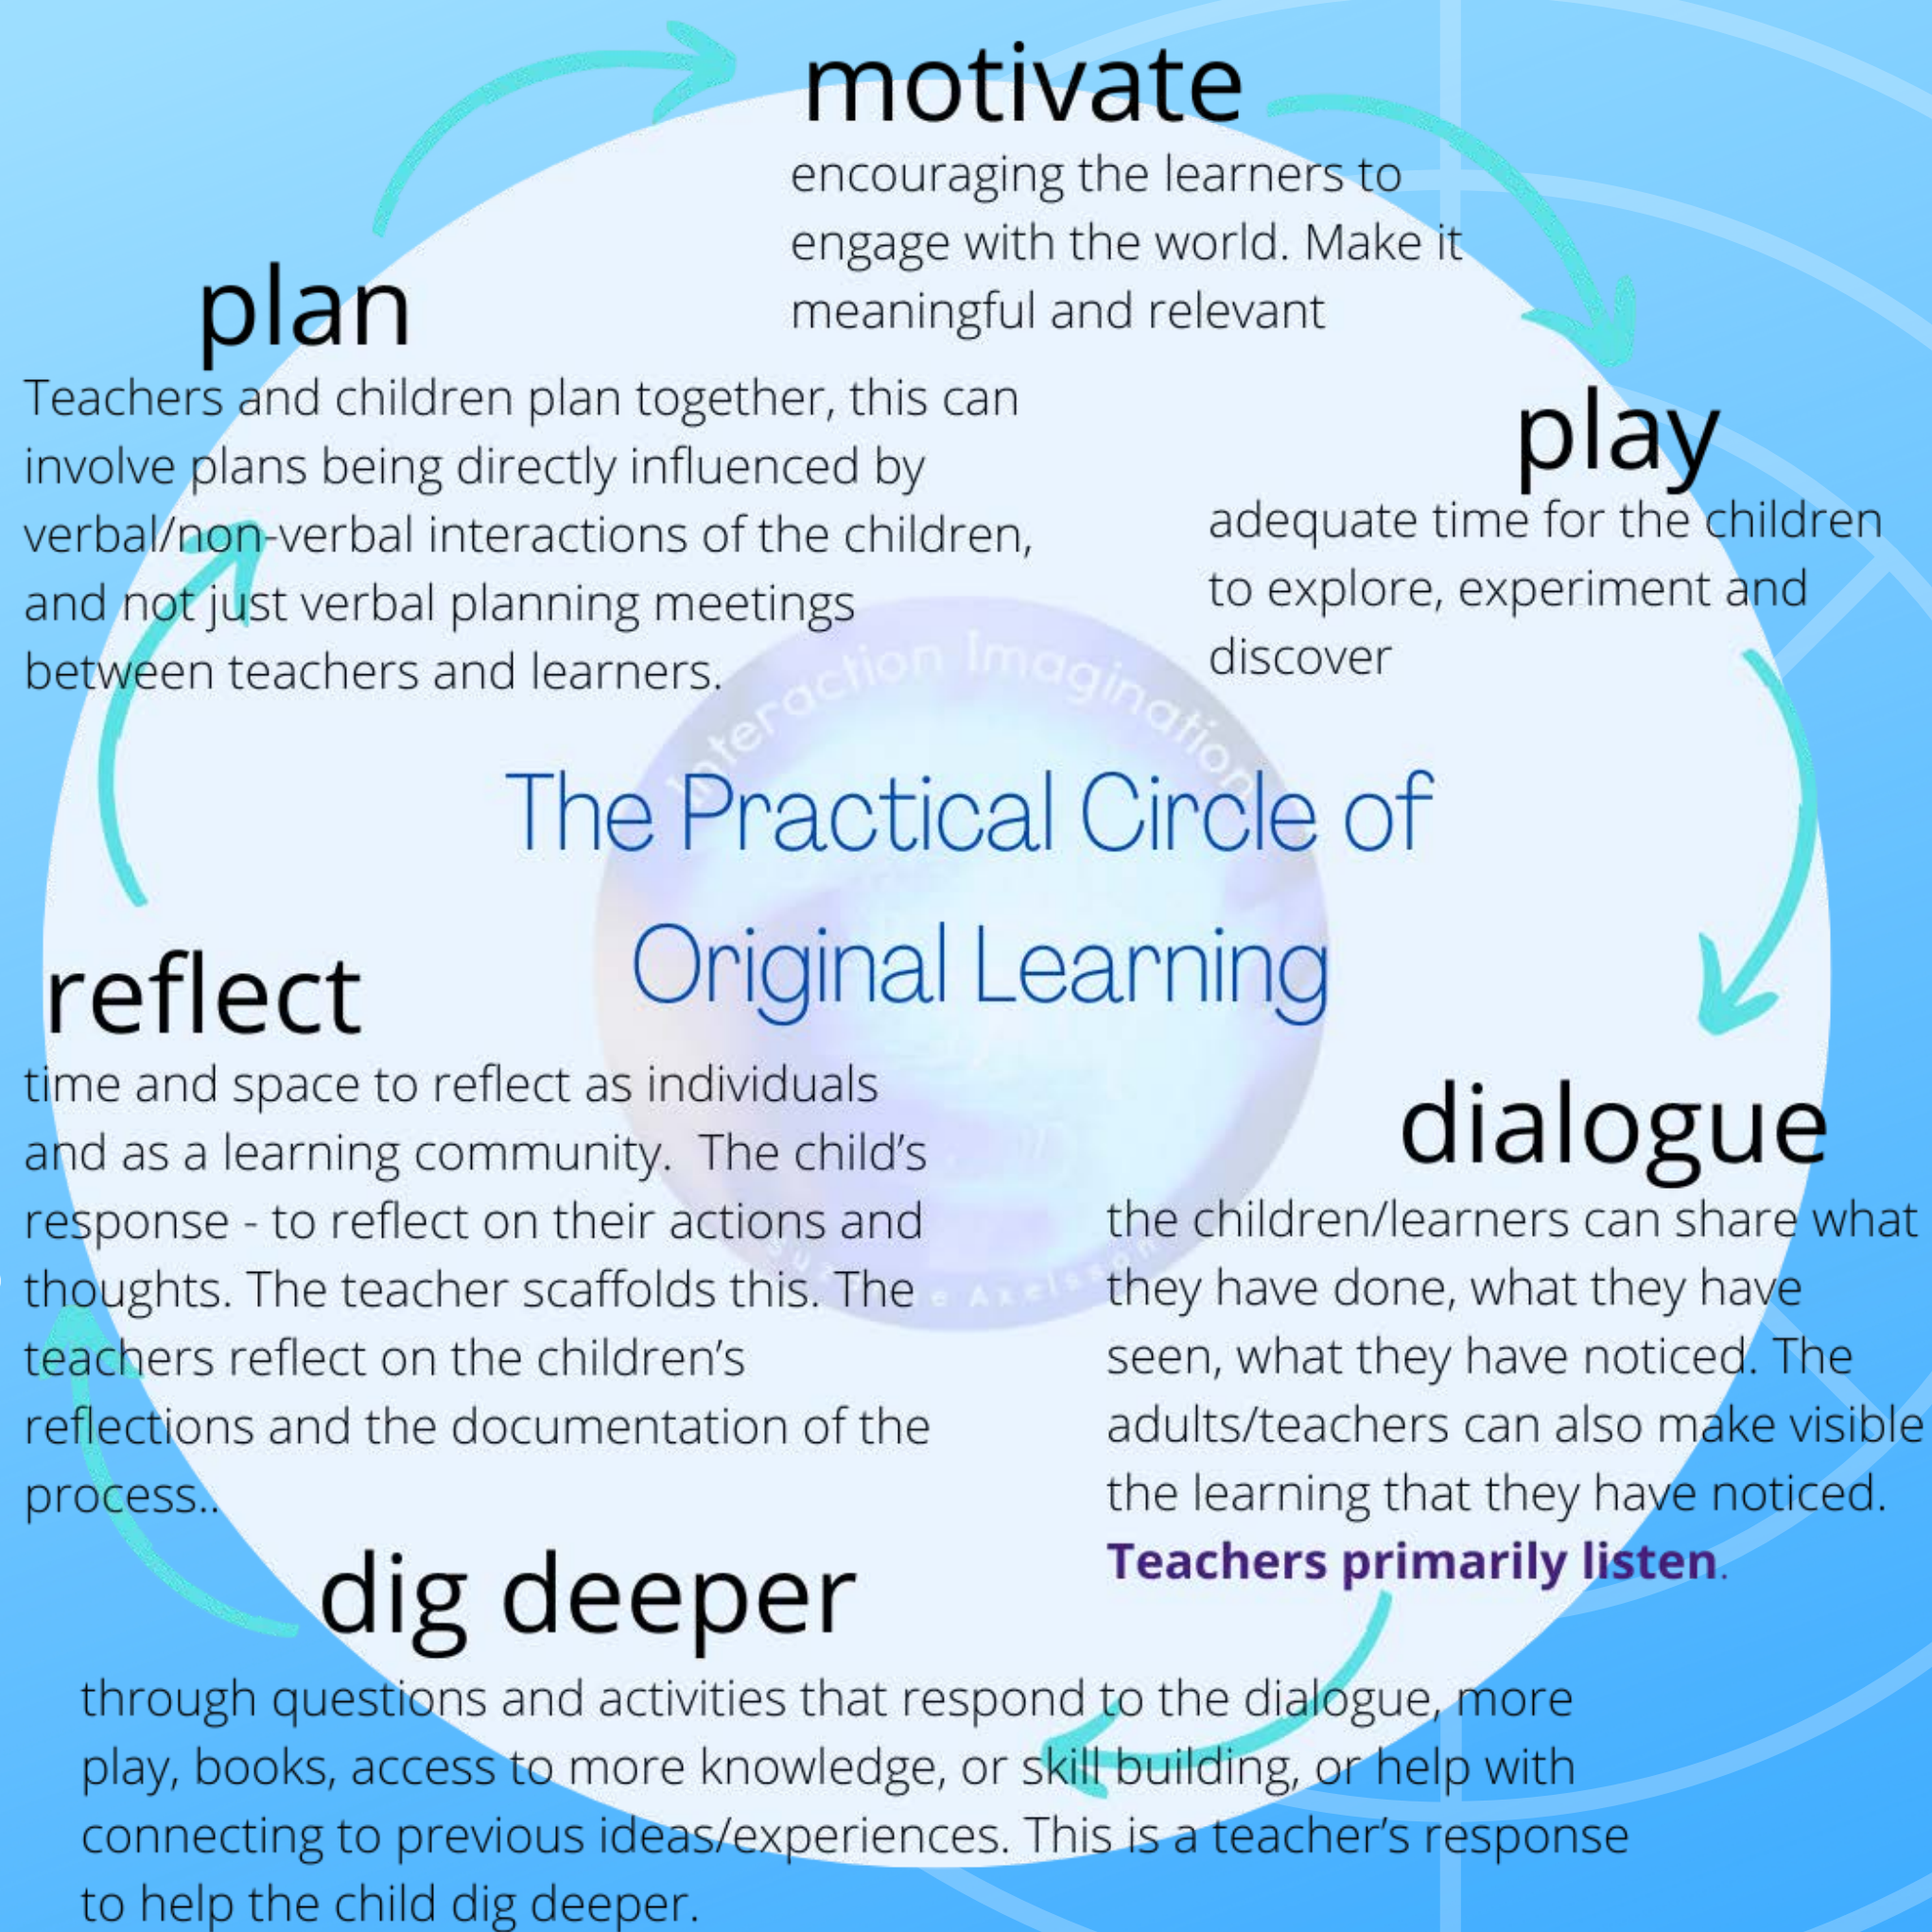 motivate
encouraging the learners to
engage with the world. Make it
meaningful and relevant
play
adequate time for the children
to explore, experiment and
discover
dialogue
the children/learners can share what
they have done, what they have
seen, what they have noticed. The
adults/teachers can also make visible
the learning that they have noticed.
Teachers primarily listen.
dig deeper
through questions and activities that respond to the dialogue, more
play, books, access to more knowledge, or skill building, or help with
connecting to previous ideas/experiences. This is a teacher's response
to help the child dig deeper.
reflect
time and space to reflect as individuals
and as a learning community.  The child's
response - to reflect on their actions and
thoughts. The teacher scaffolds this. The
teachers reflect on the children's
reflections and the documentation of the
process..
plan
Teachers and children plan together, this can
involve plans being directly influenced by
verbal/non-verbal interactions of the children,
and not just verbal planning meetings
between teachers and learners.
Interaction Imagination
The Practical Circle of
Original Learning
Suzanne Axelsson